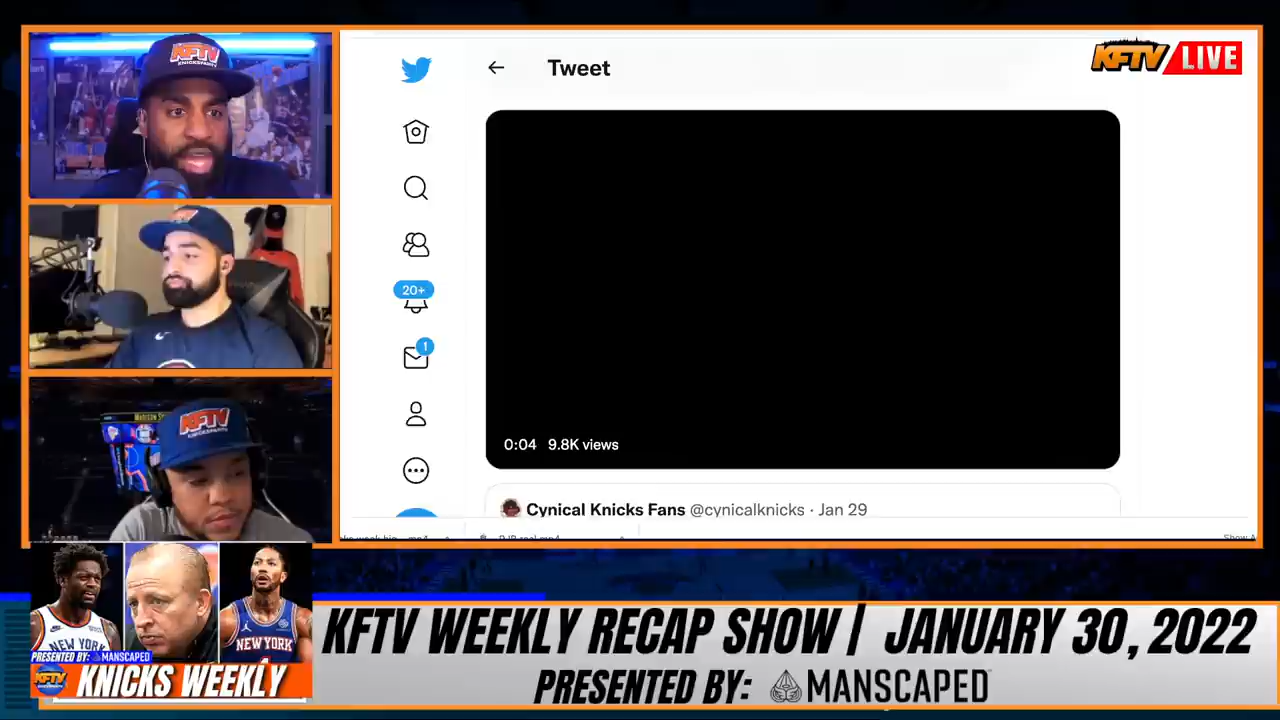 KFTV
KNICKSFANTV
Tweet
KFTV LIVE
20+
1
KFTV
0:04 9.8K views
Cynical Knicks Fans @cynicalknicks · Jan 29
Show A
NEW YORK
NEW YORK
PRESENTED BY: MANSCAPED
KFTV KNICKS WEEKLY
KFTV WEEKLY RECAP SHOW | JANUARY 30, 2022
PRESENTED BY: MANSCAPED